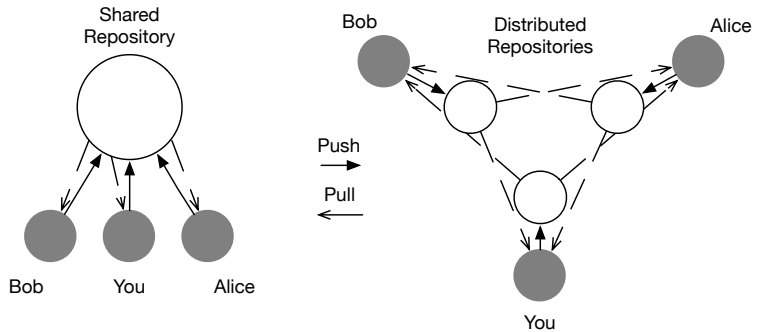 Shared
Repository
Bob
You
Alice
Push
Pull
Bob
Distributed
Repositories
Alice
You